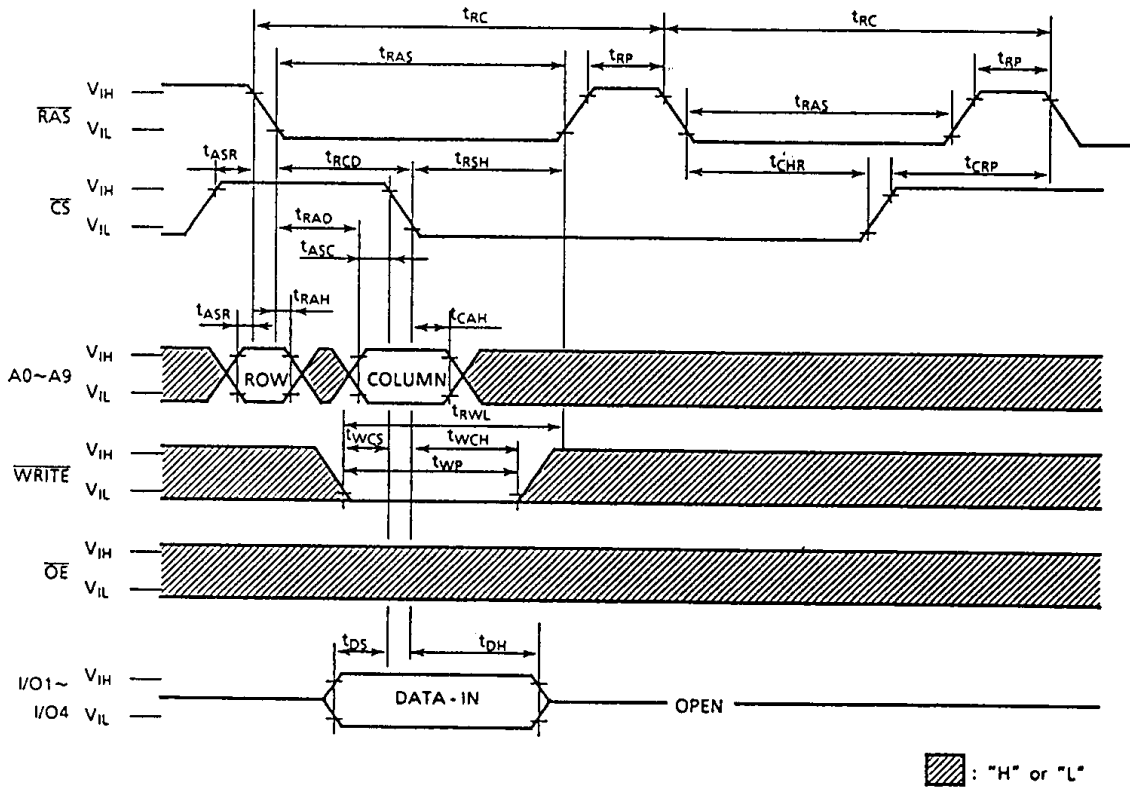 tRC tRC
tRAS tRP tRAS tRP
VIH
RAS
VIL
tASR tRCD tRSH tCHR tCRP
VIH
CS
VIL
tRAD
tASC
tASR tRAH tCAH
VIH
A0~A9 ROW COLUMN
VIL
tRWL
tWCS tWCH
VIH
WRITE tWP
VIL
VIH
OE
VIL
tDS tDH
VIH
I/O1~
I/O4 DATA-IN OPEN
VIL
: "H" or "L"